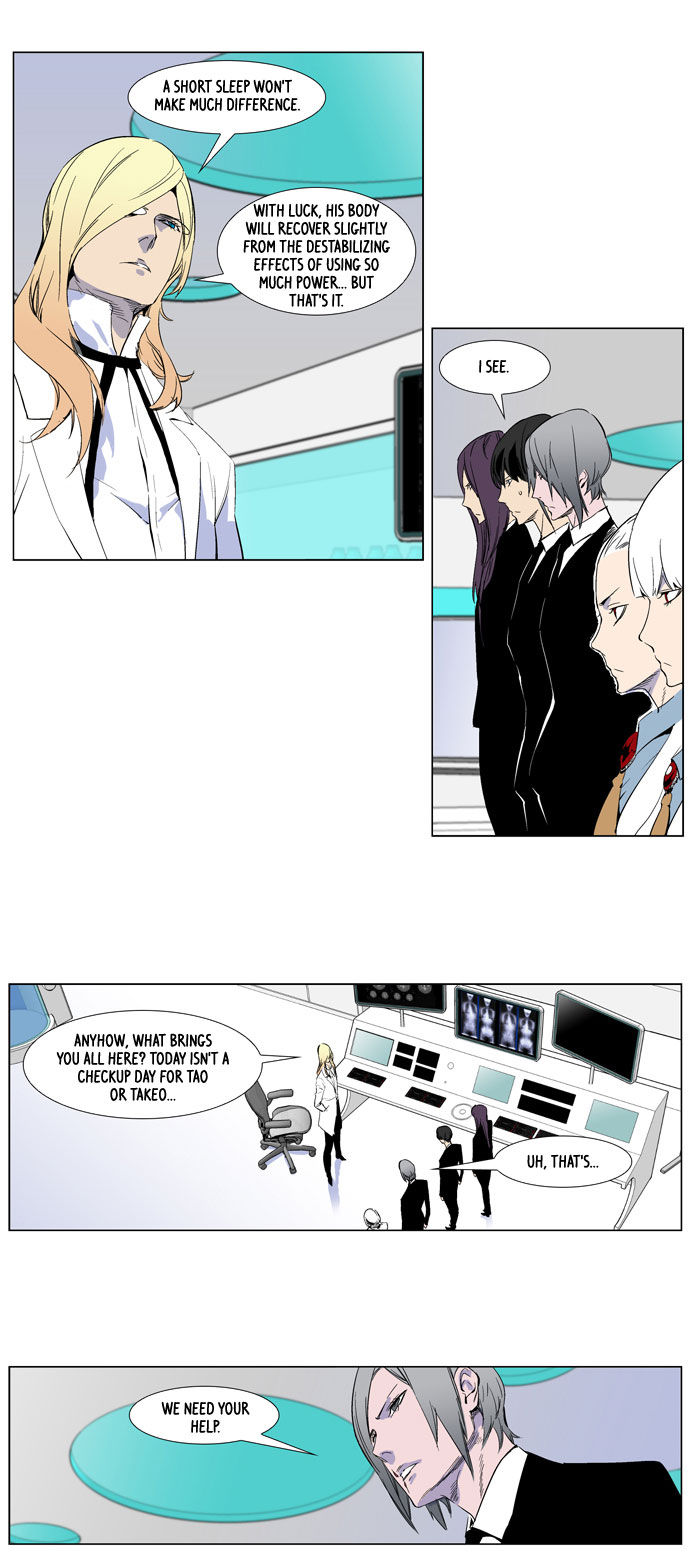 A SHORT SLEEP WON'T
MAKE MUCH DIFFERENCE.
WITH LUCK, HIS BODY
WILL RECOVER SLIGHTLY
FROM THE DESTABILIZING
EFFECTS OF USING SO
MUCH POWER... BUT
THAT'S IT.
I SEE.
ANYHOW, WHAT BRINGS
YOU ALL HERE? TODAY ISN'T A
CHECKUP DAY FOR TAO
OR TAKEO...
UH, THAT'S...
WE NEED YOUR
HELP.